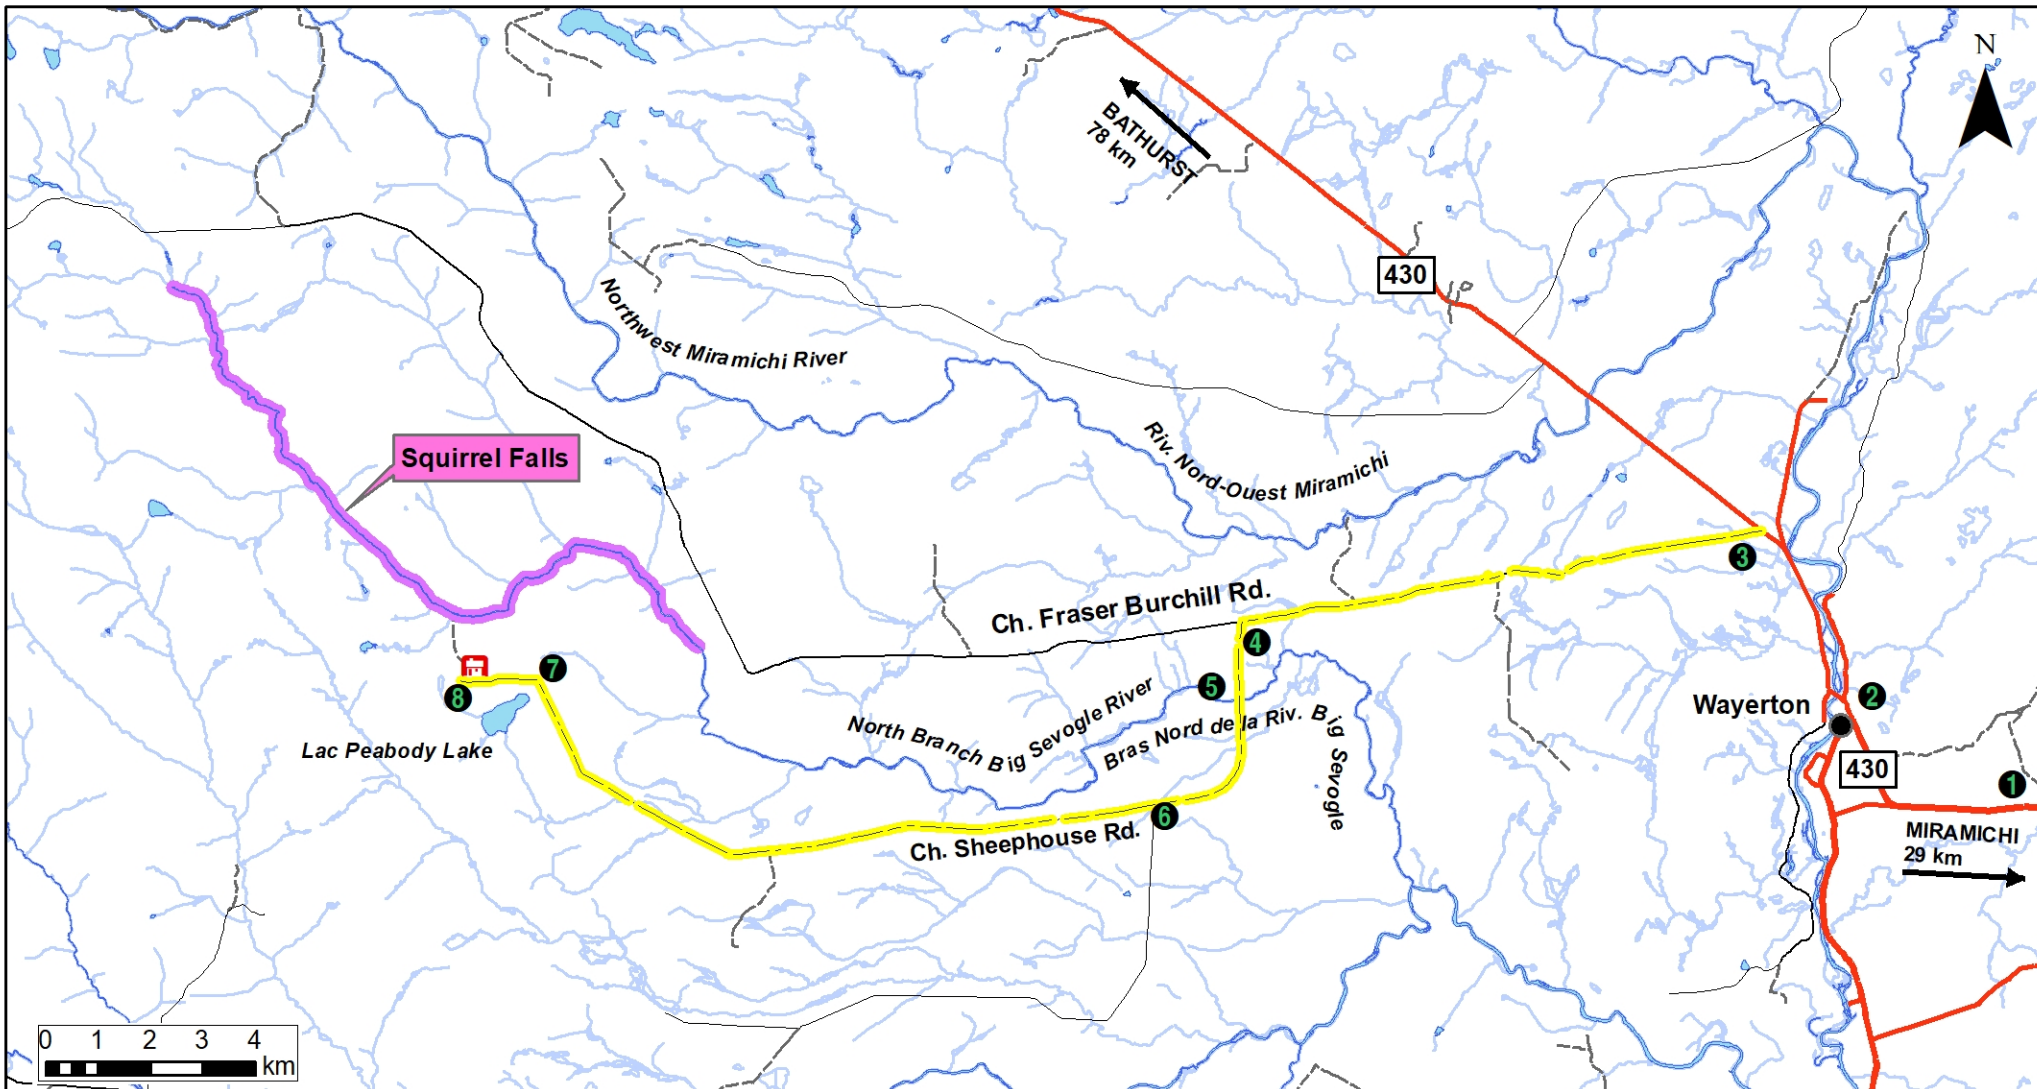 N
BATHURST
78 km
430
Northwest Miramichi River
Squirrel Falls
Riv. Nord-Ouest Miramichi
3
Ch. Fraser Burchill Rd.
4
7
8
5
2
Wayerton
North Branch Big Sevogle River
Bras Nord de la Riv. Big Sevogle
Lac Peabody Lake
430
1
6
Ch. Sheephouse Rd.
MIRAMICHI
29 km
0 1 2 3 4
km